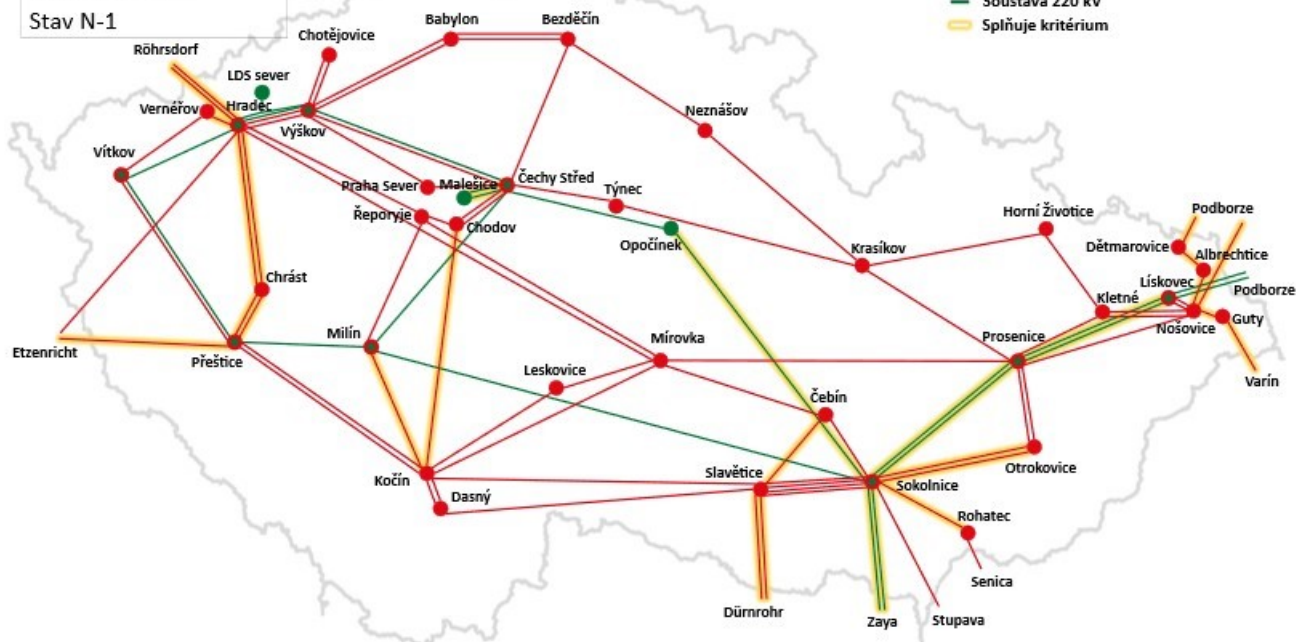 Soustava 220 kV
Stav N-1
Splňuje kritérium
Babylon
Bezděčín
Chotějovice
Röhrsdorf
LDS sever
Vernéřov
Hradec
Výškov
Neznášov
Vítkov
Praha Sever
Malešice
Čechy Střed
Týnec
Řeporyje
Chodov
Opočínek
Horní Životice
Podborze
Dětmarovice
Albrechtice
Krasíkov
Chrást
Lískovec
Podborze
Kletné
Nošovice
Guty
Etzenricht
Přeštice
Milín
Mírovka
Prosenice
Leskovice
Varín
Čebín
Kočín
Dasný
Slavětice
Sokolnice
Otrokovice
Rohatec
Senica
Dürnrohr
Zaya
Stupava